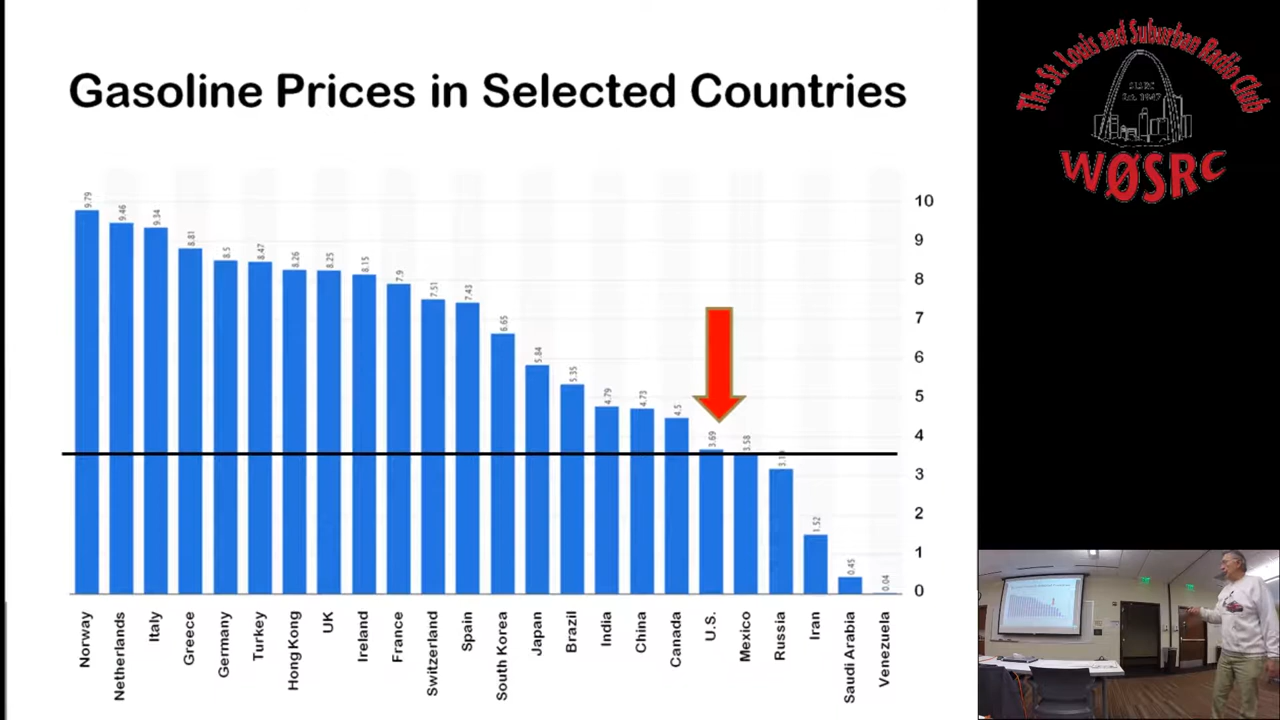 Gasoline Prices in Selected Countries
9.79
9.46
9.34
8.81
8.5
8.47
8.26
8.25
8.15
7.9
7.51
7.43
6.65
5.84
5.35
4.79
4.73
4.5
3.69
3.58
1.52
0.45
0.04
10
9
8
7
6
5
4
3
2
1
0
Norway
Netherlands
Italy
Greece
Germany
Turkey
Hong Kong
UK
Ireland
France
Switzerland
Spain
South Korea
Japan
Brazil
India
China
Canada
U.S.
Mexico
Russia
Iran
Saudi Arabia
Venezuela
The St. Louis and Suburban Radio Club
SLSRC
Est. 1947
WØSRC